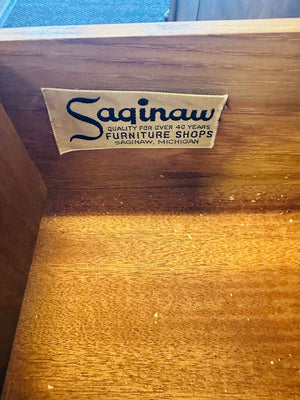 Saginaw
QUALITY FOR OVER 40 YEARS
FURNITURE SHOPS
SAGINAW, MICHIGAN